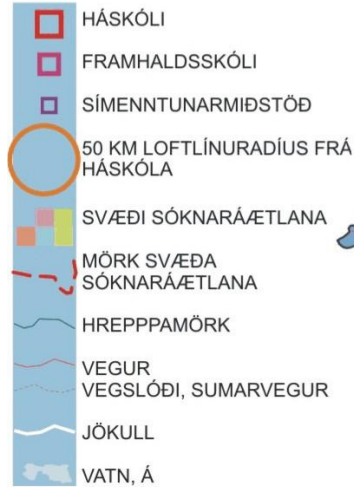 HÁSKÓLI
FRAMHALDSSKÓLI
SÍMENNTUNARMIÐSTÖÐ
50 KM LOFTLÍNURADÍUS FRÁ
HÁSKÓLA
SVÆÐI SÓKNARÁÆTLANA
MÖRK SVÆÐA
SÓKNARÁÆTLANA
HREPPPAMÖRK
VEGUR
VEGSLÓÐI, SUMARVEGUR
JÖKULL
VATN, Á